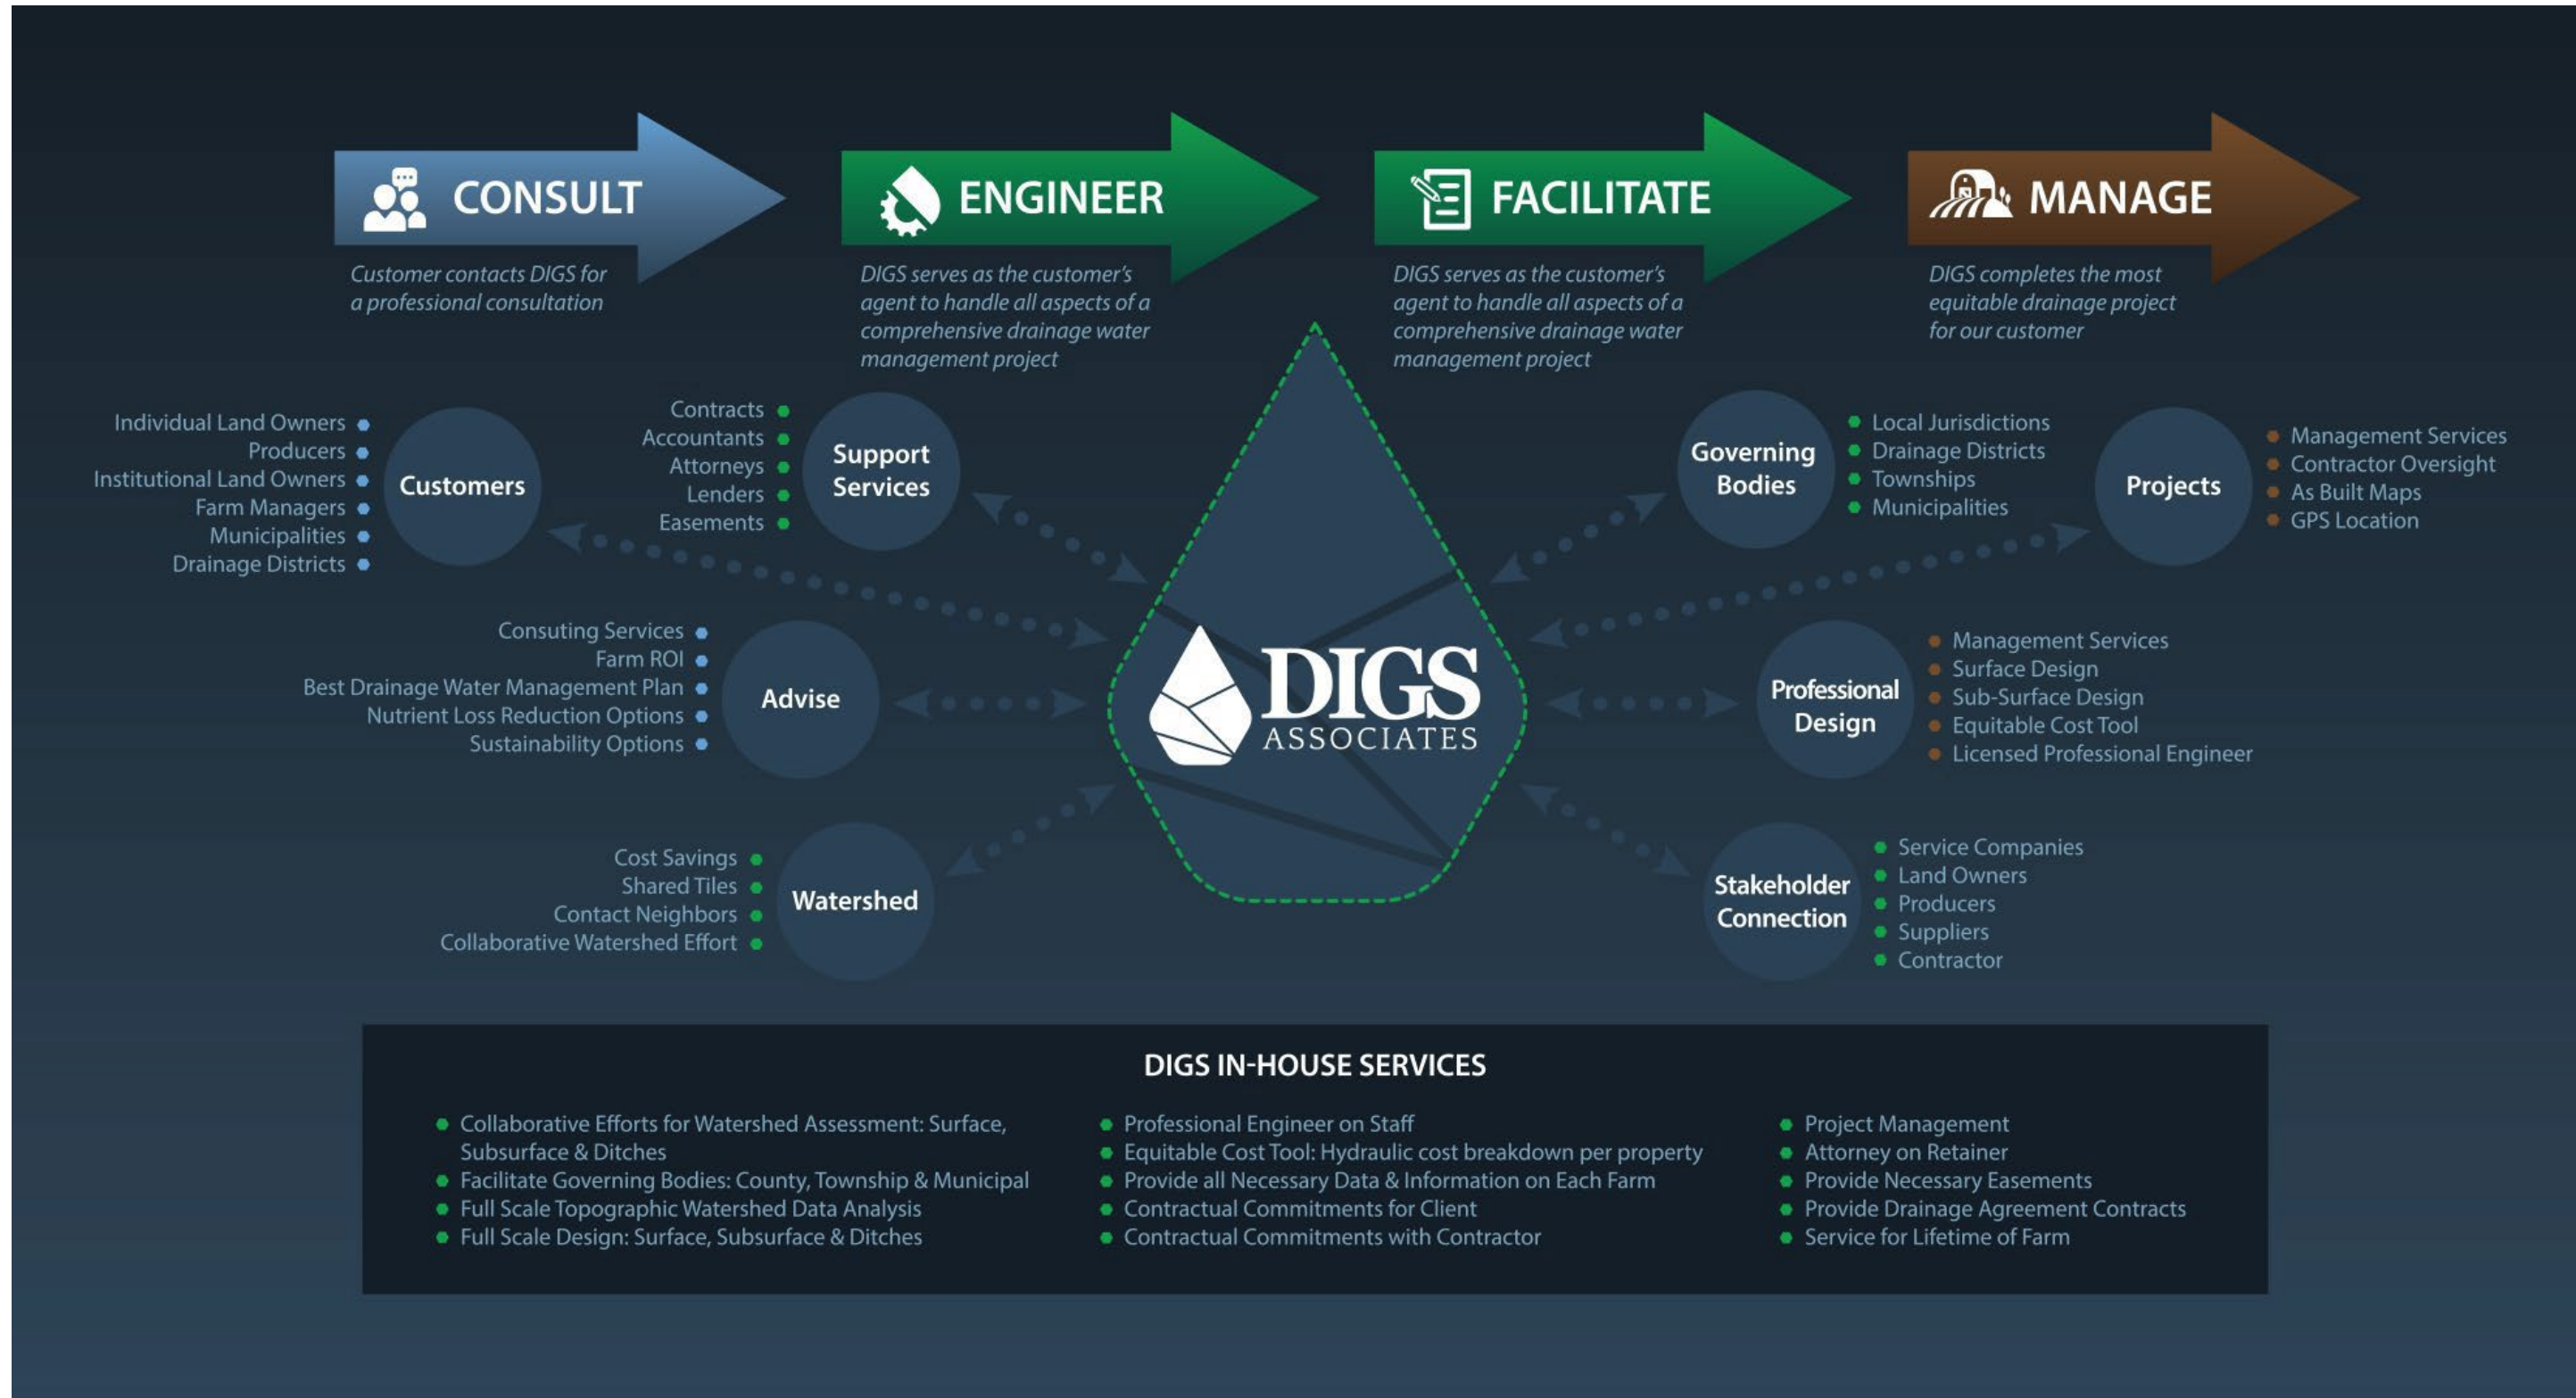 CONSULT
Customer contacts DIGS for
a professional consultation
ENGINEER
DIGS serves as the customer's
agent to handle all aspects of a
comprehensive drainage water
management project
FACILITATE
DIGS serves as the customer's
agent to handle all aspects of a
comprehensive drainage water
management project
MANAGE
DIGS completes the most
equitable drainage project
for our customer
Individual Land Owners
Producers
Institutional Land Owners
Farm Managers
Municipalities
Drainage Districts
Customers
Contracts
Accountants
Attorneys
Lenders
Easements
Support
Services
Governing
Bodies
Local Jurisdictions
Drainage Districts
Townships
Municipalities
Projects
Management Services
Contractor Oversight
As Built Maps
GPS Location
Consuting Services
Farm ROI
Best Drainage Water Management Plan
Nutrient Loss Reduction Options
Sustainability Options
Advise
DIGS
ASSOCIATES
Professional
Design
Management Services
Surface Design
Sub-Surface Design
Equitable Cost Tool
Licensed Professional Engineer
Cost Savings
Shared Tiles
Contact Neighbors
Collaborative Watershed Effort
Watershed
Stakeholder
Connection
Service Companies
Land Owners
Producers
Suppliers
Contractor
DIGS IN-HOUSE SERVICES
Collaborative Efforts for Watershed Assessment: Surface,
Subsurface & Ditches
Facilitate Governing Bodies: County, Township & Municipal
Full Scale Topographic Watershed Data Analysis
Full Scale Design: Surface, Subsurface & Ditches
Professional Engineer on Staff
Equitable Cost Tool: Hydraulic cost breakdown per property
Provide all Necessary Data & Information on Each Farm
Contractual Commitments for Client
Contractual Commitments with Contractor
Project Management
Attorney on Retainer
Provide Necessary Easements
Provide Drainage Agreement Contracts
Service for Lifetime of Farm